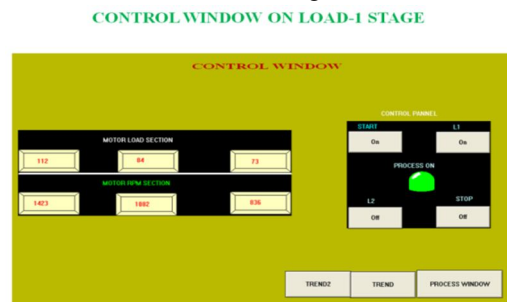 CONTROL WINDOW ON LOAD-1 STAGE
CONTROL WINDOW
CONTROL PANNEL
START L1
On On
MOTOR LOAD SECTION
112 84 73
PROCESS ON
MOTOR RPM SECTION
1423 1082 836
L2 STOP
Off Off
TREND2 TREND PROCESS WINDOW